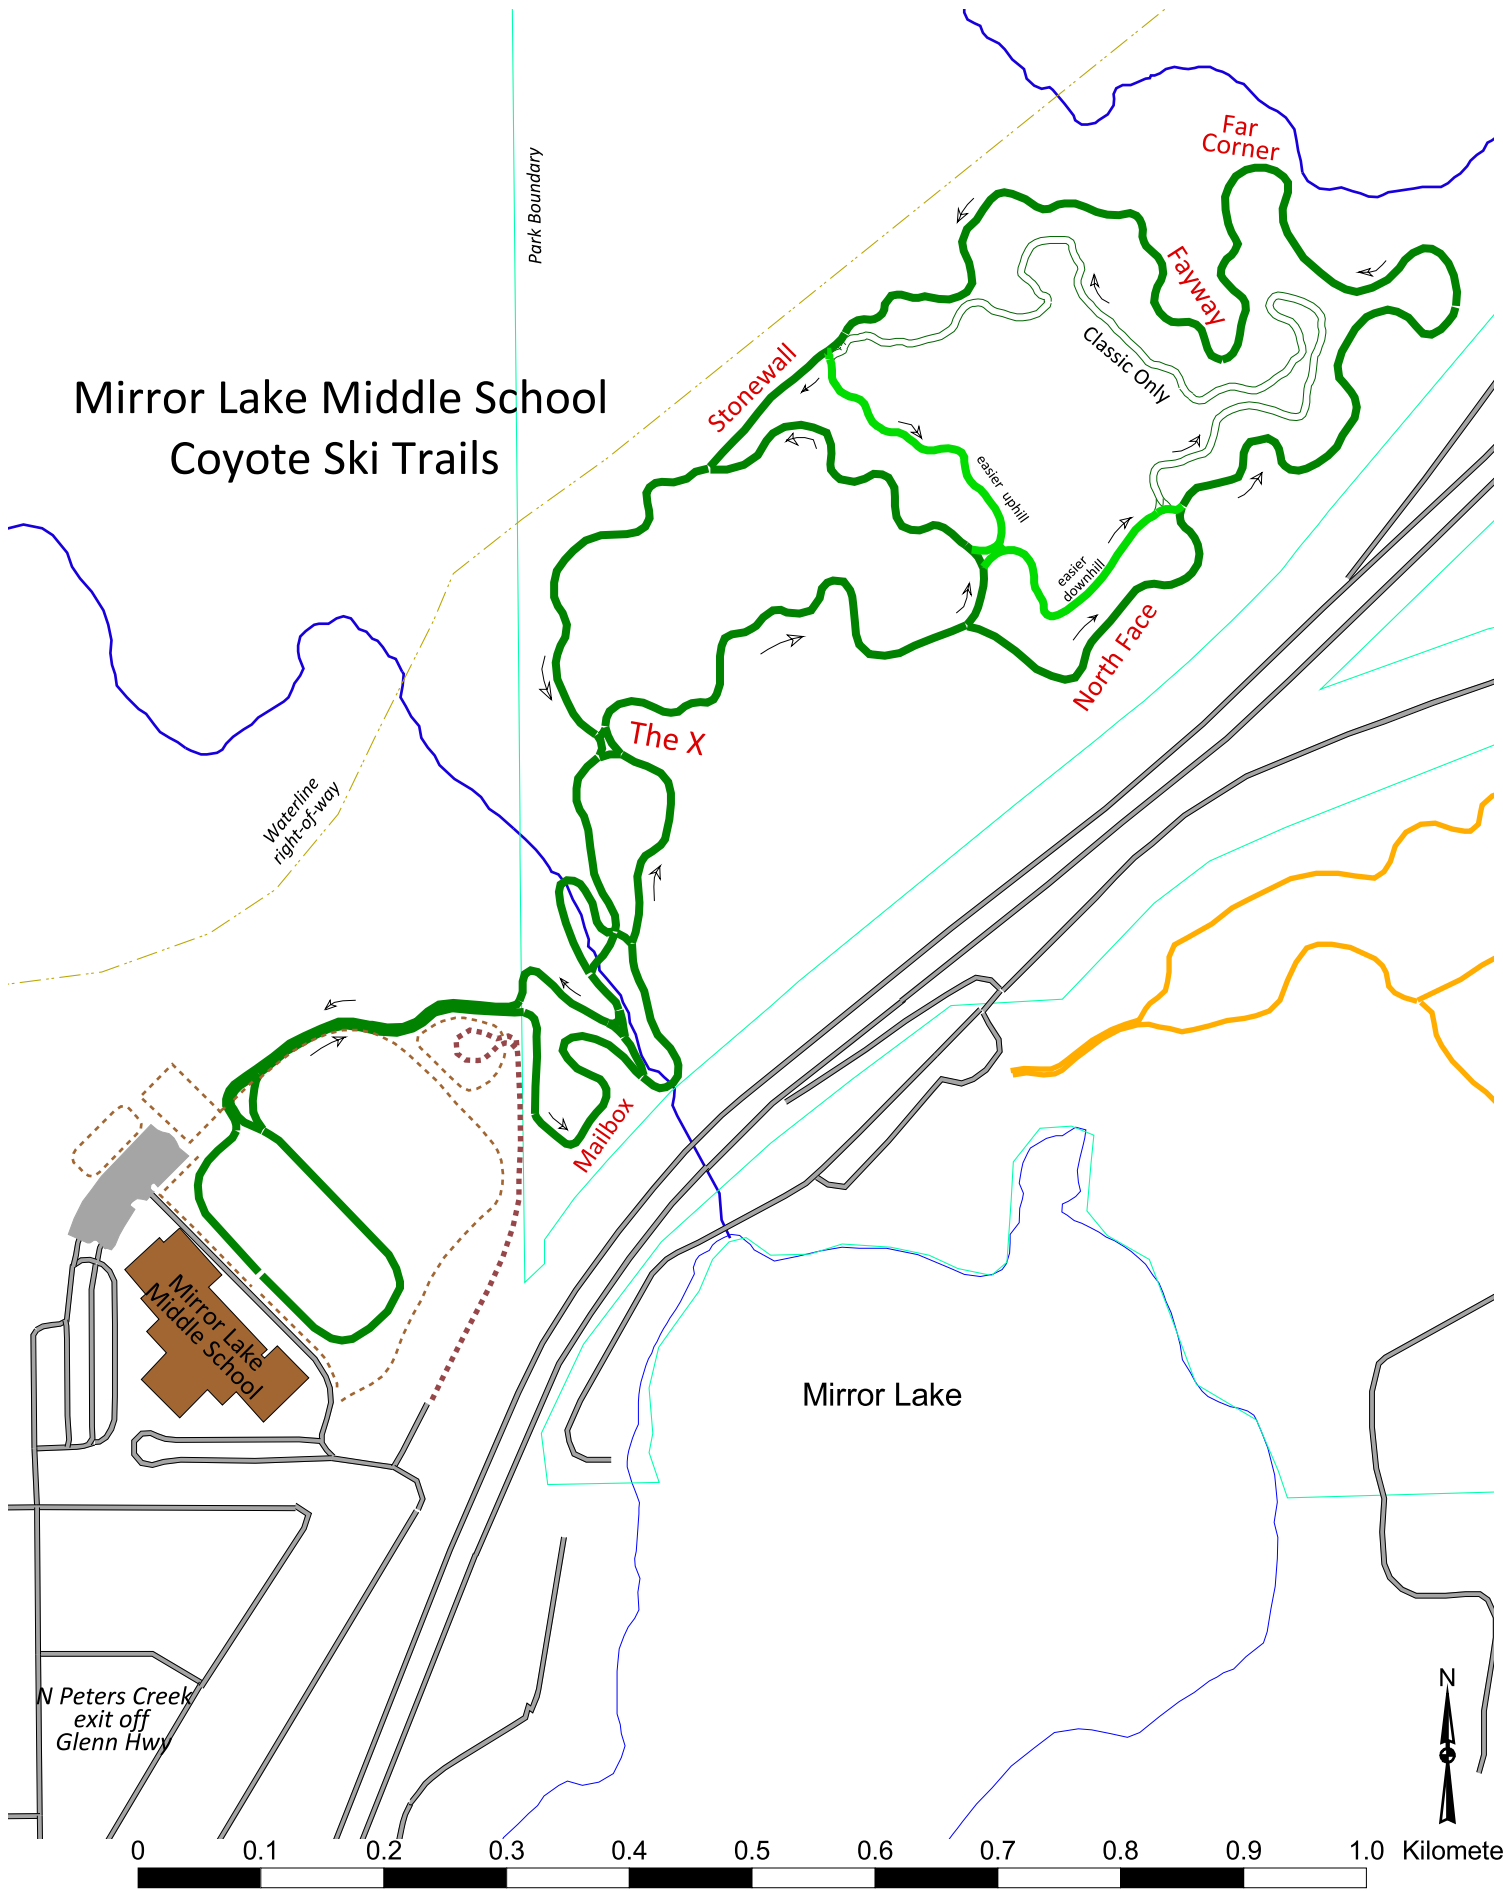 Far
Corner
Park Boundary
Fayway
Classic Only
Stonewall
Mirror Lake Middle School
Coyote Ski Trails
easier uphill
easier
downhill
North Face
The X
Waterline
right-of-way
Mailbox
Mirror Lake
Middle School
Mirror Lake
N Peters Creek
exit off
Glenn Hwy
N
0 0.1 0.2 0.3 0.4 0.5 0.6 0.7 0.8 0.9 1.0 Kilomete